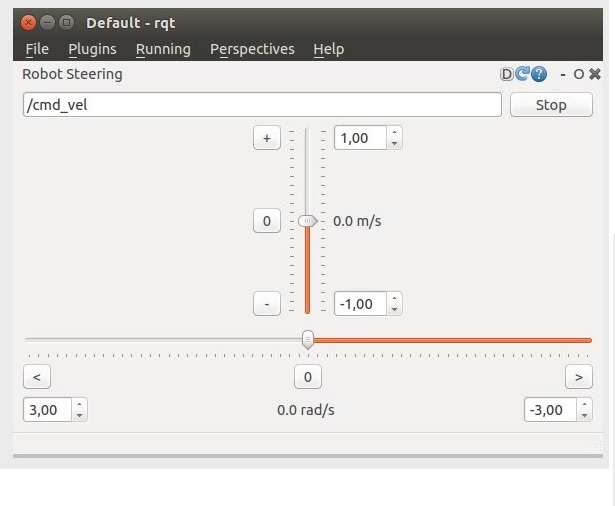 Default - rqt
File Plugins Running Perspectives Help
Robot Steering D ? - O
/cmd_vel Stop
+ 1,00
0 0.0 m/s
- -1,00
< 0 >
3,00 0.0 rad/s -3,00